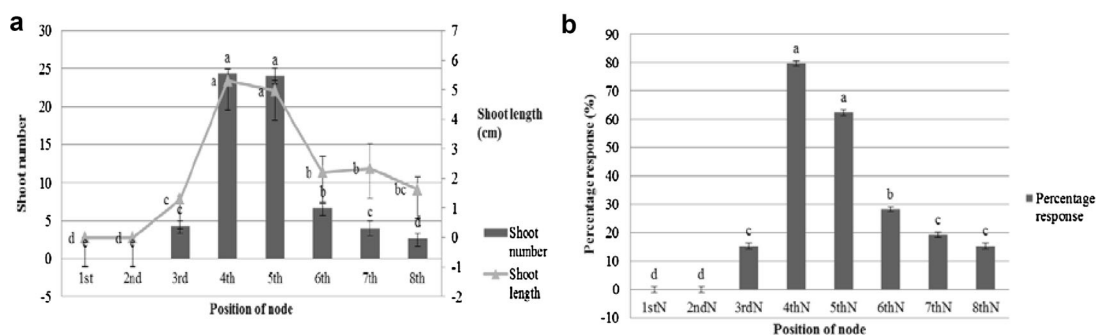 a
30
25
20
15
10
5
0
-5
Shoot number
7
6
5
4
3
2
1
0
-1
-2
Shoot length
(cm)
d d c a a b b bc
c c c a a b c d
1st 2nd 3rd 4th 5th 6th 7th 8th
Position of node
Shoot
number
Shoot
length
b
90
80
70
60
50
40
30
20
10
0
-10
Percentage response (%)
d d c a a b c c
1stN 2ndN 3rdN 4thN 5thN 6thN 7thN 8thN
Position of node
Percentage
response